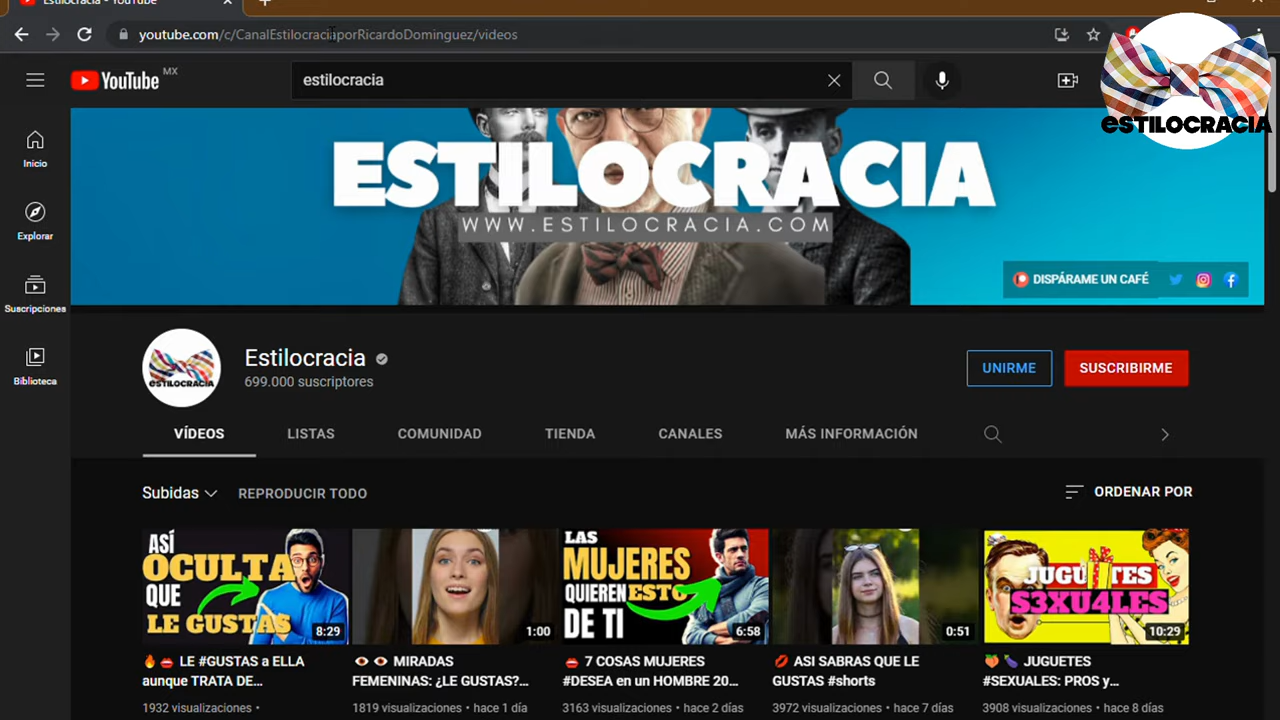 Estilocracia - YouTube
youtube.com/c/CanalEstilocraciaporRicardoDominguez/videos
YouTube MX
estilocracia
ESTILOCRACIA
Inicio
Explorar
Suscripciones
Biblioteca
ESTILOCRACIA
WWW.ESTILOCRACIA.COM
DISPÁRAME UN CAFÉ
ESTILOCRACIA
Estilocracia
699.000 suscriptores
UNIRME
SUSCRIBIRME
VÍDEOS
LISTAS
COMUNIDAD
TIENDA
CANALES
MÁS INFORMACIÓN
Subidas
REPRODUCIR TODO
ORDENAR POR
ASÍ
OCULTA
QUE
LE GUSTAS
8:29
🔥 👄 LE #GUSTAS a ELLA
aunque TRATA DE...
1932 visualizaciones •
1:00
👁 👁 MIRADAS
FEMENINAS: ¿LE GUSTAS?...
1819 visualizaciones • hace 1 día
LAS
MUJERES
QUIEREN ESTO
DE TI
6:58
👄 7 COSAS MUJERES
#DESEA en un HOMBRE 20...
3163 visualizaciones • hace 2 días
0:51
💋 ASI SABRAS QUE LE
GUSTAS #shorts
3972 visualizaciones • hace 7 días
JUGUETES
S3XU4LES
10:29
🍑 🍆 JUGUETES
#SEXUALES: PROS y...
3908 visualizaciones • hace 8 días